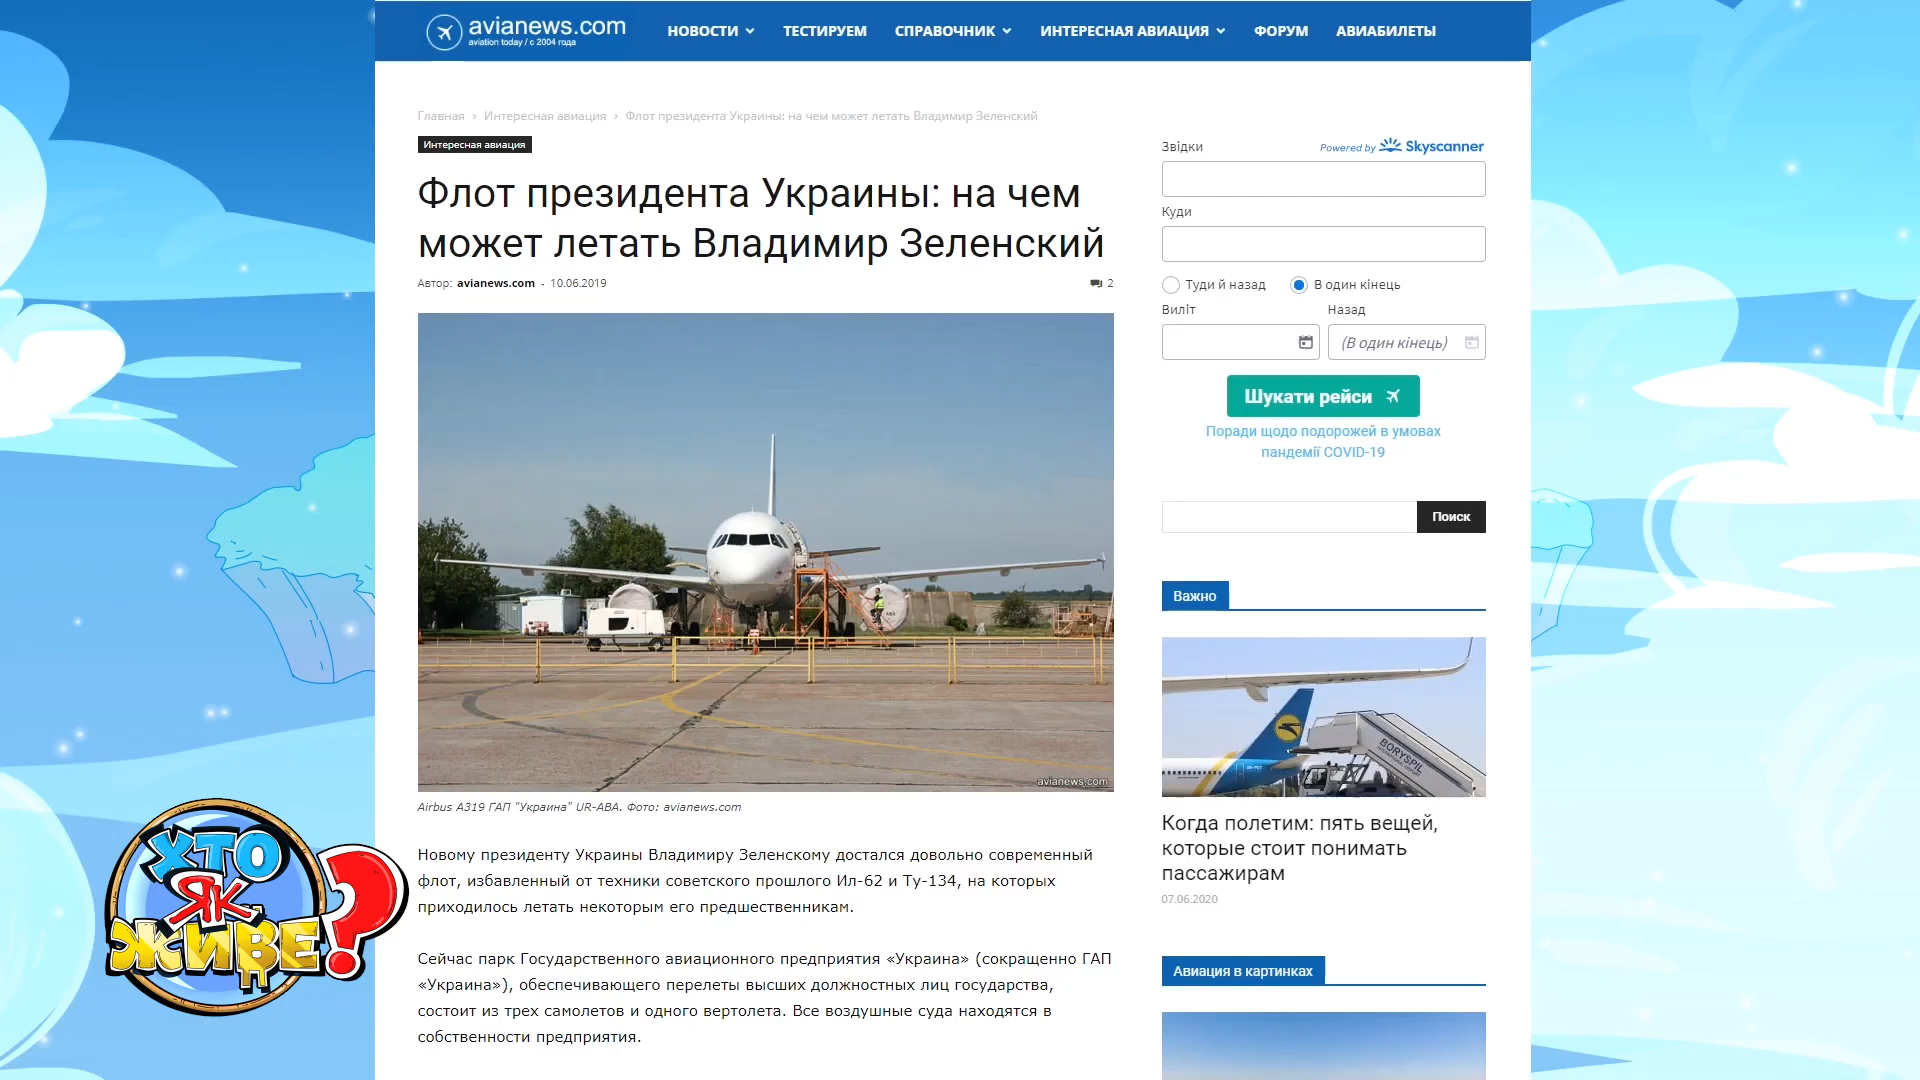 avianews.com
aviation today / с 2004 года
НОВОСТИ
ТЕСТИРУЕМ
СПРАВОЧНИК
ИНТЕРЕСНАЯ АВИАЦИЯ
ФОРУМ
АВИАБИЛЕТЫ
Главная › Интересная авиация › Флот президента Украины: на чем может летать Владимир Зеленский
Интересная авиация
Флот президента Украины: на чем
может летать Владимир Зеленский
Автор: avianews.com - 10.06.2019
2
avianews.com
Airbus A319 ГАП "Украина" UR-ABA. Фото: avianews.com
Новому президенту Украины Владимиру Зеленскому достался довольно современный
флот, избавленный от техники советского прошлого Ил-62 и Ту-134, на которых
приходилось летать некоторым его предшественникам.
Сейчас парк Государственного авиационного предприятия «Украина» (сокращенно ГАП
«Украина»), обеспечивающего перелеты высших должностных лиц государства,
состоит из трех самолетов и одного вертолета. Все воздушные суда находятся в
собственности предприятия.
Звідки
Powered by Skyscanner
Куди
Туди й назад
В один кінець
Виліт
Назад
(В один кінець)
Шукати рейси
Поради щодо подорожей в умовах
пандемії COVID-19
Поиск
Важно
BORYSPIL
Когда полетим: пять вещей,
которые стоит понимать
пассажирам
07.06.2020
Авиация в картинках
ХТО
ЯК
ЖИВЕ?